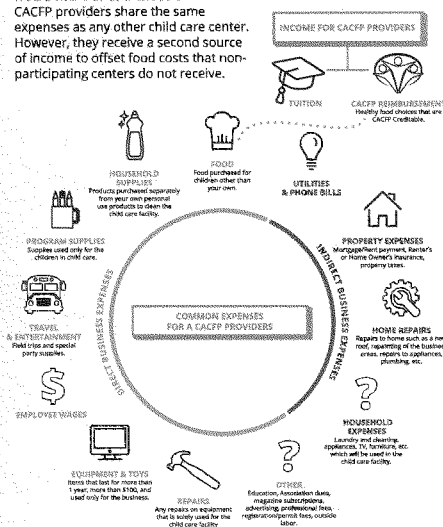 CACFP providers share the same
expenses as any other child care center.
However, they receive a second source
of income to offset food costs that non-
participating centers do not receive.
INCOME FOR CACFP PROVIDERS
TUITION
CACFP REIMBURSEMENT
Healthy food choices that are
CACFP Creditable.
FOOD
Food purchased for
children other than
your own.
UTILITIES
& PHONE BILLS
HOUSEHOLD
SUPPLIES
Products purchased separately
from your own personal
use products to clean the
child care facility.
PROPERTY EXPENSES
Mortgage/Rent payment, Renter's
or Home Owner's Insurance,
property taxes.
PROGRAM SUPPLIES
Supplies used only for the
children in child care.
DIRECT BUSINESS EXPENSES
INDIRECT BUSINESS EXPENSES
COMMON EXPENSES
FOR A CACFP PROVIDERS
TRAVEL
& ENTERTAINMENT
Field trips and special
party supplies.
HOME REPAIRS
Repairs to home such as a new
roof, repainting of the business
areas, repairs to appliances,
plumbing, etc.
EMPLOYEE WAGES
HOUSEHOLD
EXPENSES
Laundry and cleaning,
appliances, TV, furniture, etc.
which will be used in the
child care facility.
EQUIPMENT & TOYS
Items that last for more than
1 year, more than $100, and
used only for the business.
REPAIRS
Any repairs on equipment
that is solely used for the
child care facility
OTHER
Education, Association dues,
magazine subscriptions,
advertising, professional fees,
registration/permit fees, outside
labor.